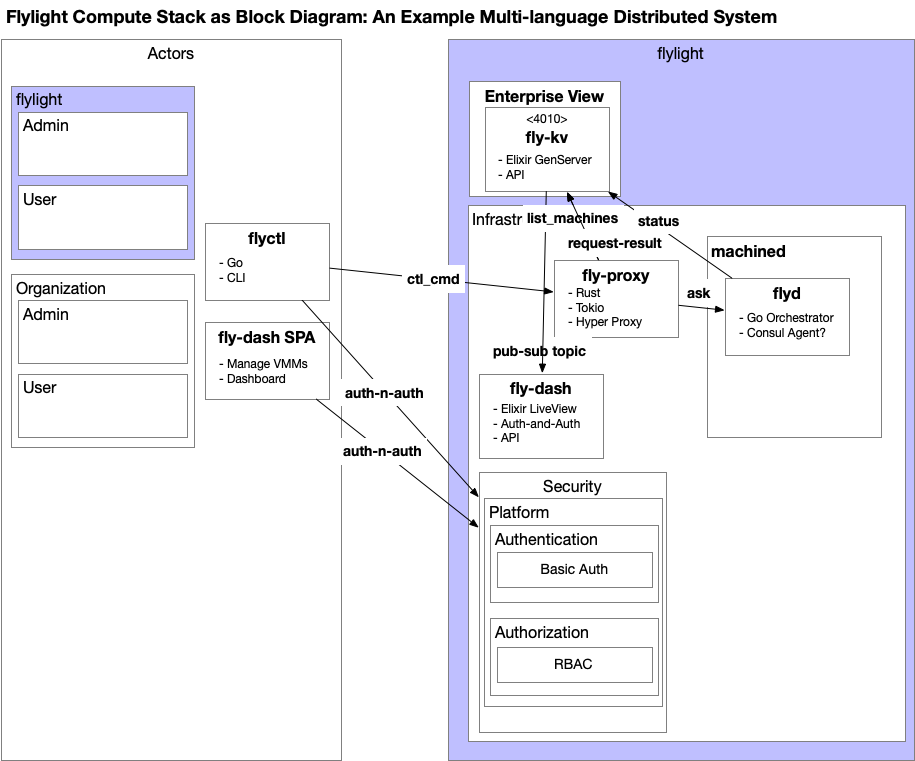 Flylight Compute Stack as Block Diagram: An Example Multi-language Distributed System
Actors
flylight
Admin
User
Organization
Admin
User
flyctl
- Go
- CLI
fly-dash SPA
- Manage VMMs
- Dashboard
ctl_cmd
auth-n-auth
auth-n-auth
flylight
Enterprise View
<4010>
fly-kv
- Elixir GenServer
- API
Infrastr
list_machines
status
request-result
machined
fly-proxy
- Rust
- Tokio
- Hyper Proxy
ask
flyd
- Go Orchestrator
- Consul Agent?
pub-sub topic
fly-dash
- Elixir LiveView
- Auth-and-Auth
- API
Security
Platform
Authentication
Basic Auth
Authorization
RBAC